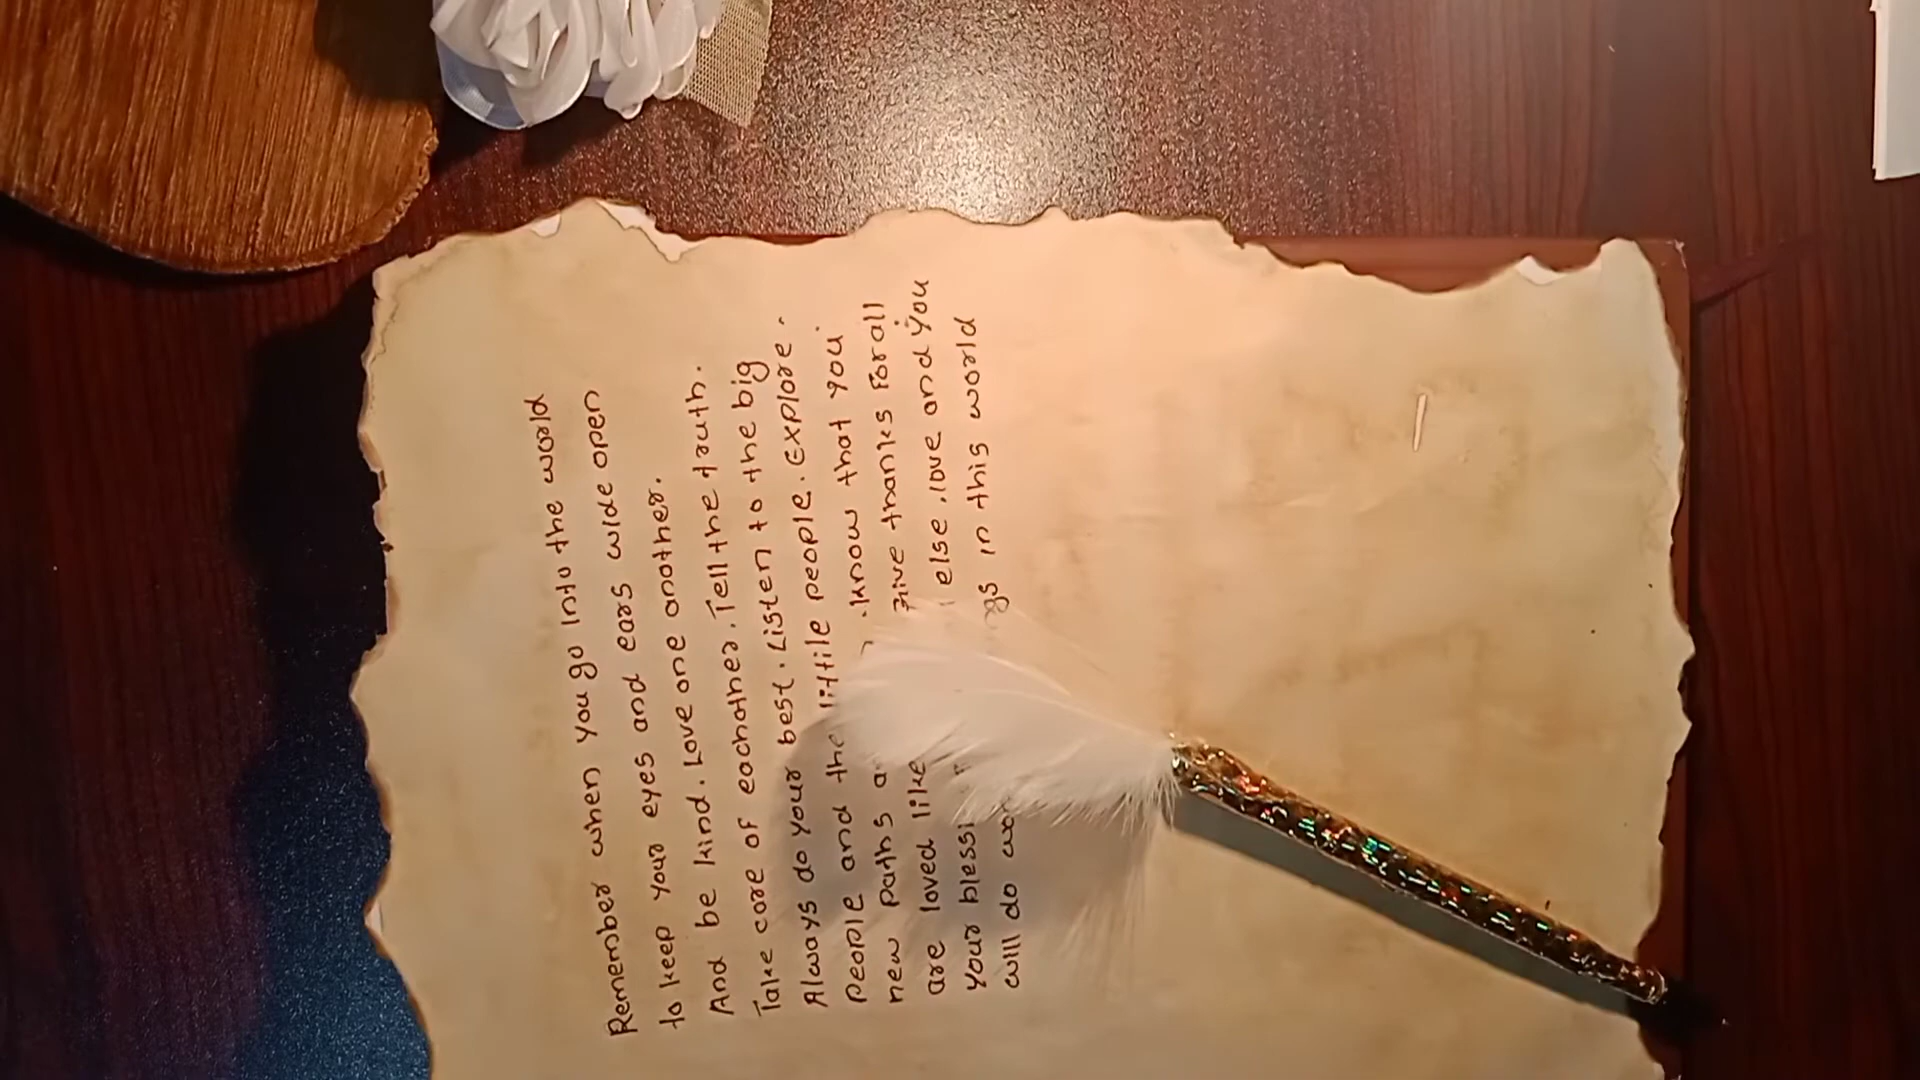 Remember when you go into the world
to keep your eyes and ears wide open
And be kind. Love one another.
Take care of eachother. Tell the truth.
Always do your best. Listen to the big
people and the littile people. Explore.
new paths know that you.
are loved like else. love and you
Give thanks for all
your blessi
will do wo gs in this world